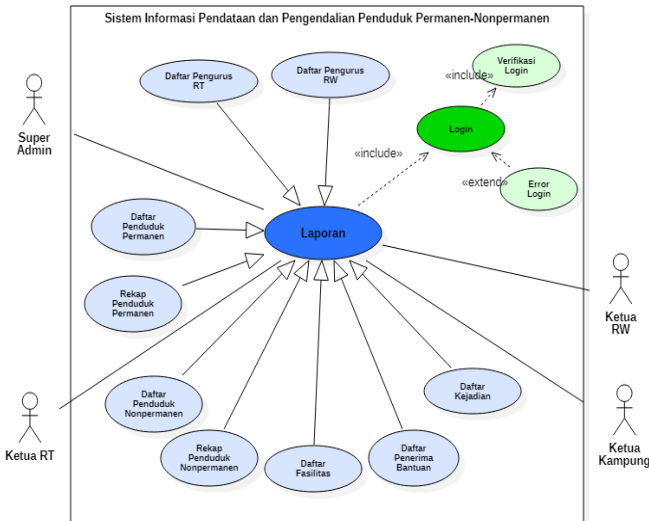 Sistem Informasi Pendataan dan Pengendalian Penduduk Permanen-Nonpermanen
Daftar Pengurus
RT
Daftar Pengurus
RW
Verifikasi
Login
«include»
Login
«include»
«extend»
Error
Login
Super
Admin
Daftar
Penduduk
Permanen
Laporan
Rekap
Penduduk
Permanen
Ketua
RW
Daftar
Penduduk
Nonpermanen
Daftar
Kejadian
Ketua RT
Rekap
Penduduk
Nonpermanen
Daftar
Fasilitas
Daftar
Penerima
Bantuan
Ketua
Kampung